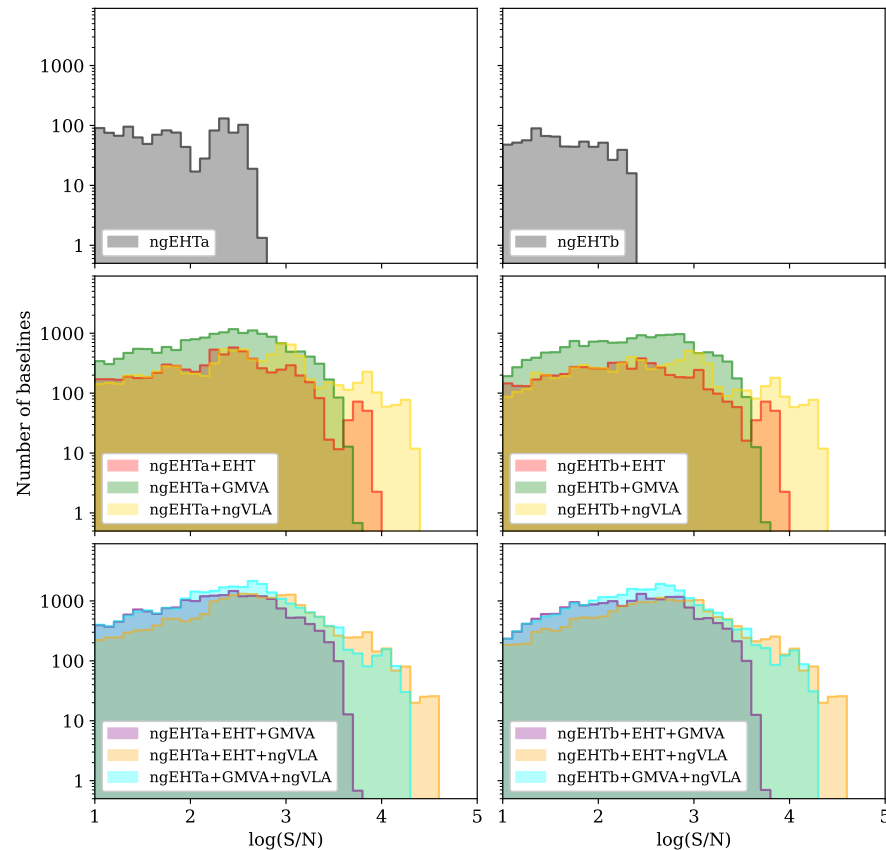 1000
100
10
1
ngEHTa
ngEHTb
Number of baselines
1000
100
10
1
ngEHTa+EHT
ngEHTa+GMVA
ngEHTa+ngVLA
ngEHTb+EHT
ngEHTb+GMVA
ngEHTb+ngVLA
1000
100
10
1
ngEHTa+EHT+GMVA
ngEHTa+EHT+ngVLA
ngEHTa+GMVA+ngVLA
ngEHTb+EHT+GMVA
ngEHTb+EHT+ngVLA
ngEHTb+GMVA+ngVLA
1 2 3 4 5 1 2 3 4 5
log(S/N) log(S/N)